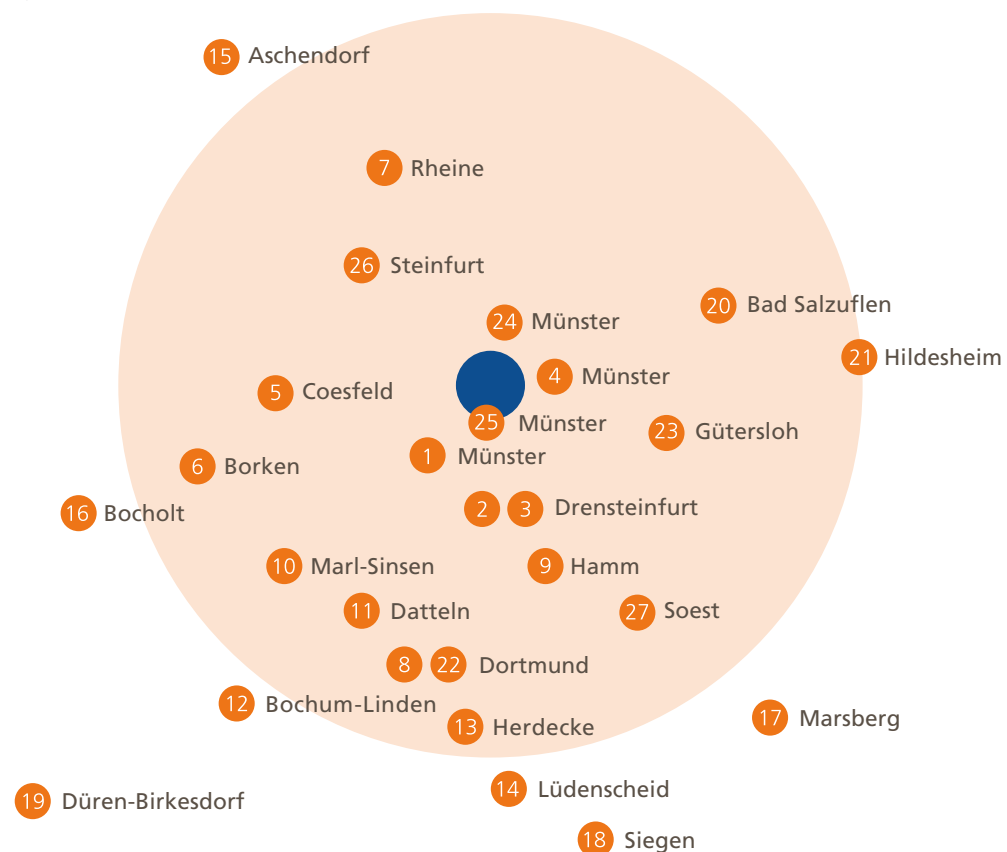 15 Aschendorf
7 Rheine
26 Steinfurt
20 Bad Salzuflen
24 Münster
21 Hildesheim
4 Münster
5 Coesfeld
25 Münster
23 Gütersloh
1 Münster
6 Borken
2 3 Drensteinfurt
16 Bocholt
10 Marl-Sinsen
9 Hamm
11 Datteln
27 Soest
8 22 Dortmund
12 Bochum-Linden
17 Marsberg
13 Herdecke
14 Lüdenscheid
19 Düren-Birkesdorf
18 Siegen